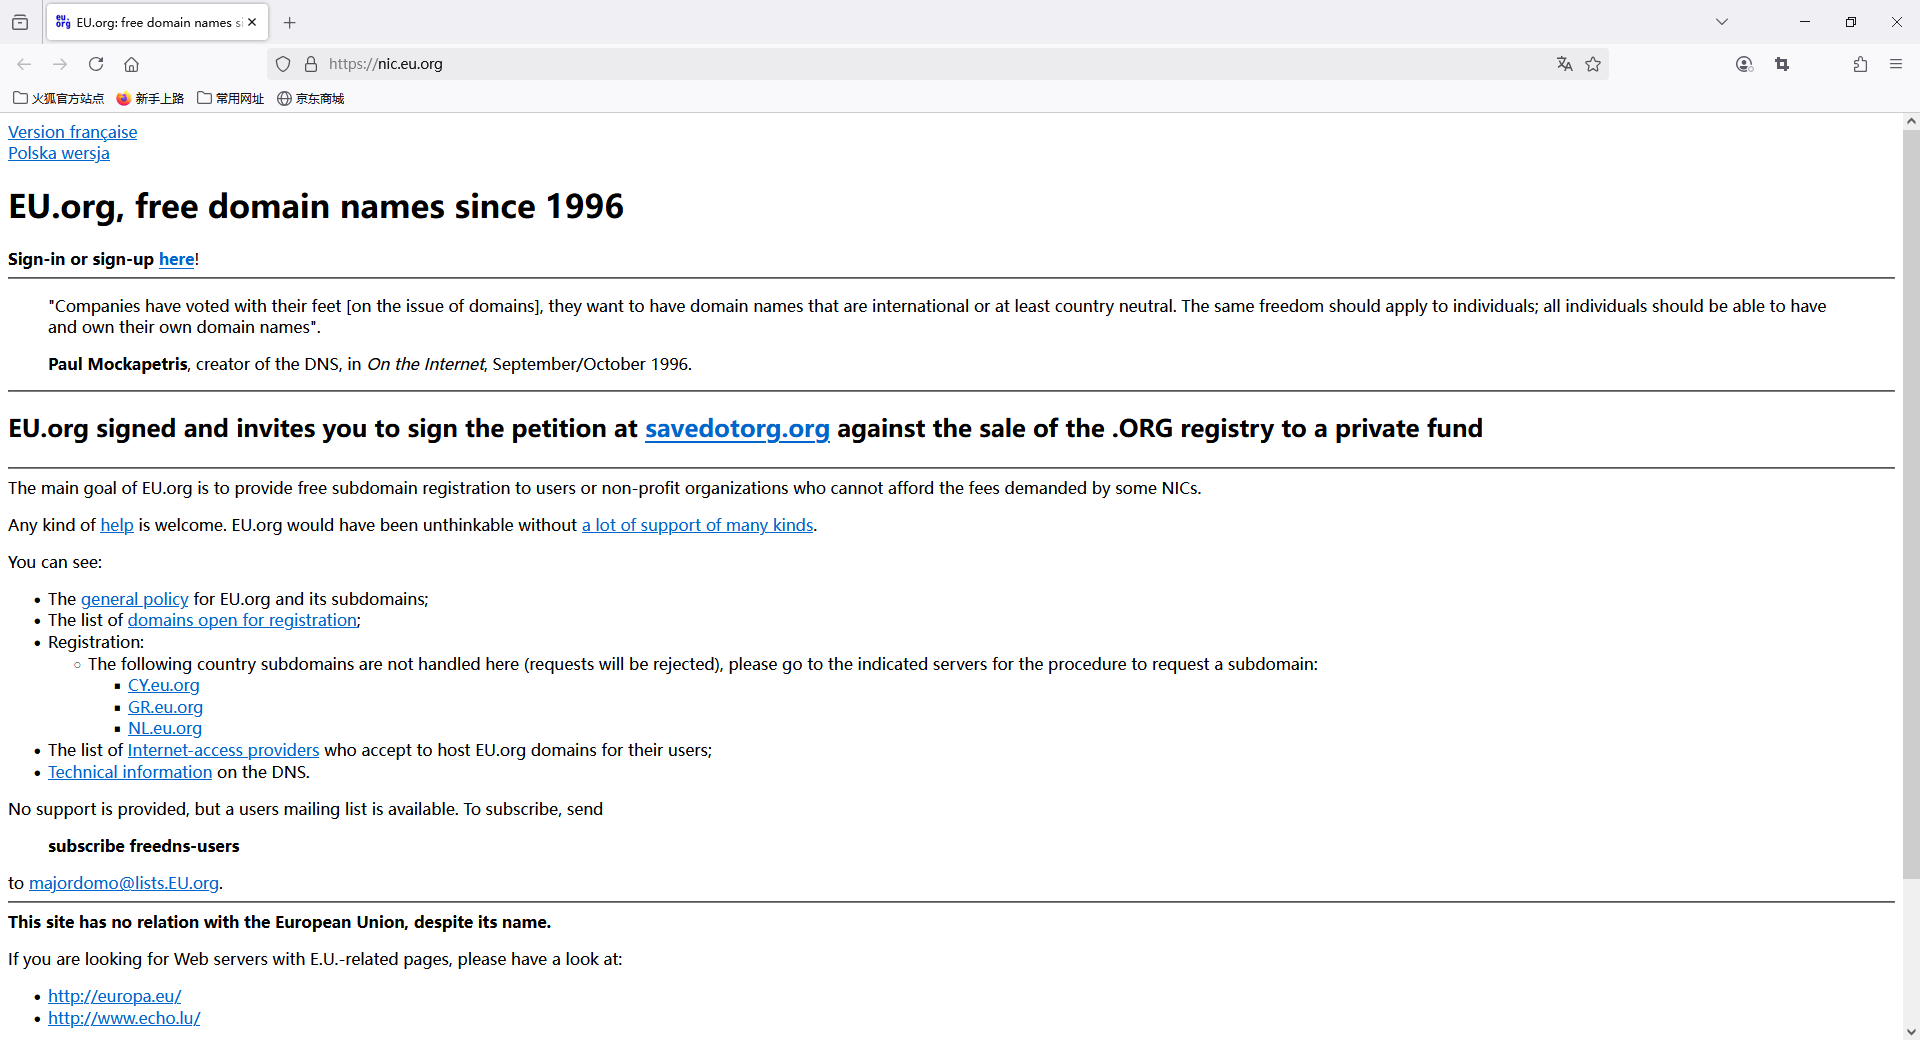 EU.org: free domain names s
https://nic.eu.org
火狐官方站点 新手上路 常用网址 京东商城
Version française
Polska wersja
EU.org, free domain names since 1996
Sign-in or sign-up here!
"Companies have voted with their feet [on the issue of domains], they want to have domain names that are international or at least country neutral. The same freedom should apply to individuals; all individuals should be able to have
and own their own domain names".
Paul Mockapetris, creator of the DNS, in On the Internet, September/October 1996.
EU.org signed and invites you to sign the petition at savedotorg.org against the sale of the .ORG registry to a private fund
The main goal of EU.org is to provide free subdomain registration to users or non-profit organizations who cannot afford the fees demanded by some NICs.
Any kind of help is welcome. EU.org would have been unthinkable without a lot of support of many kinds.
You can see:
• The general policy for EU.org and its subdomains;
• The list of domains open for registration;
• Registration:
◦ The following country subdomains are not handled here (requests will be rejected), please go to the indicated servers for the procedure to request a subdomain:
▪ CY.eu.org
▪ GR.eu.org
▪ NL.eu.org
• The list of Internet-access providers who accept to host EU.org domains for their users;
• Technical information on the DNS.
No support is provided, but a users mailing list is available. To subscribe, send
subscribe freedns-users
to majordomo@lists.EU.org.
This site has no relation with the European Union, despite its name.
If you are looking for Web servers with E.U.-related pages, please have a look at:
• http://europa.eu/
• http://www.echo.lu/